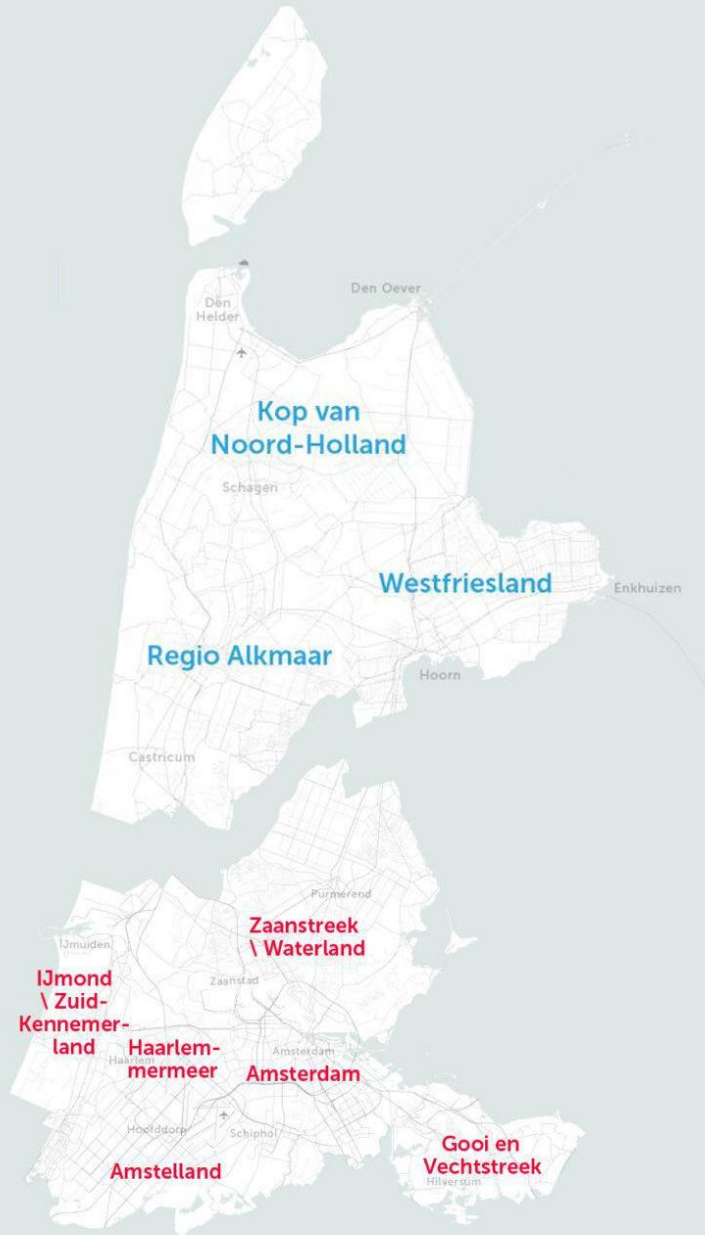 Den Oever
Den
Helder
Kop van
Noord-Holland
Schagen
Westfriesland
Enkhuizen
Regio Alkmaar
Hoorn
Castricum
Purmerend
Zaanstreek
\ Waterland
IJmuiden
Zaanstad
IJmond
\ Zuid-
Kennemer-
land
Haarlem
Haarlem-
mermeer
Amsterdam
Amsterdam
Hoofddorp
Schiphol
Amstelland
Gooi en
Vechtstreek
Hilversum